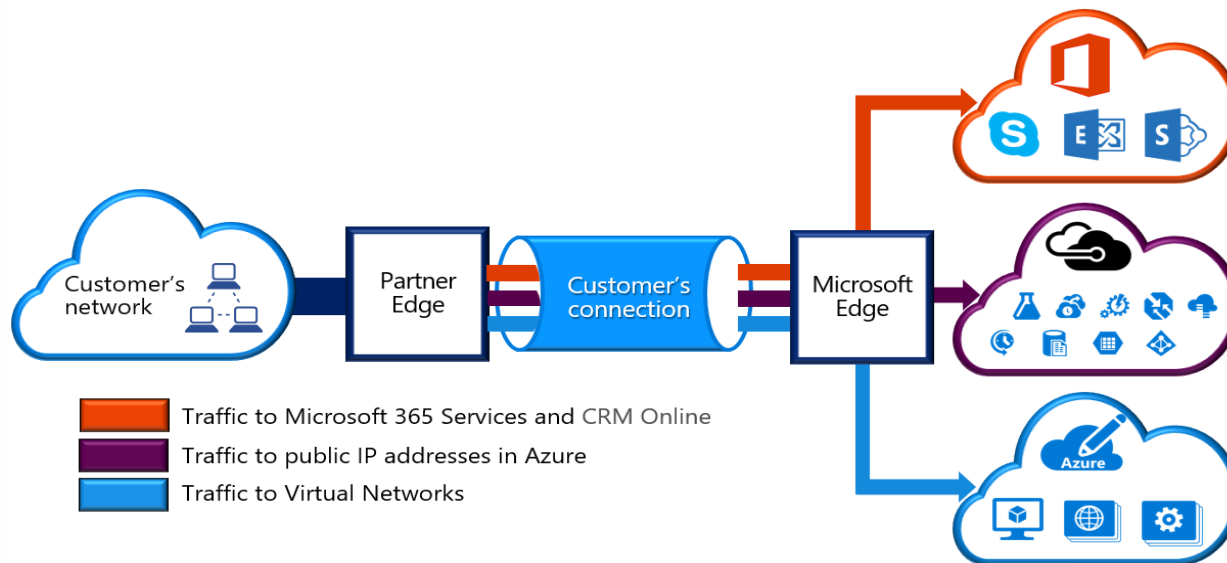 Customer's
network
Partner
Edge
Customer's
connection
Microsoft
Edge
S
E
S
Azure
Traffic to Microsoft 365 Services and CRM Online
Traffic to public IP addresses in Azure
Traffic to Virtual Networks